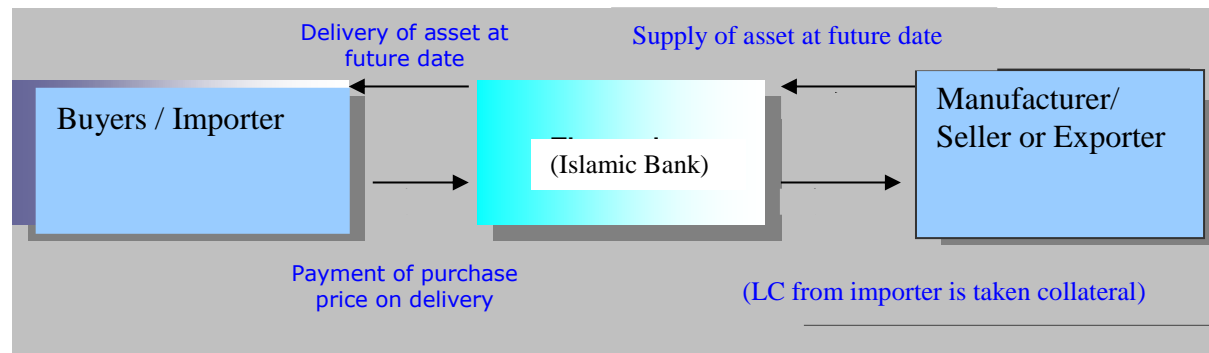 Delivery of asset at
future date
Supply of asset at future date
Buyers / Importer
(Islamic Bank)
Manufacturer/
Seller or Exporter
Payment of purchase
price on delivery
(LC from importer is taken collateral)